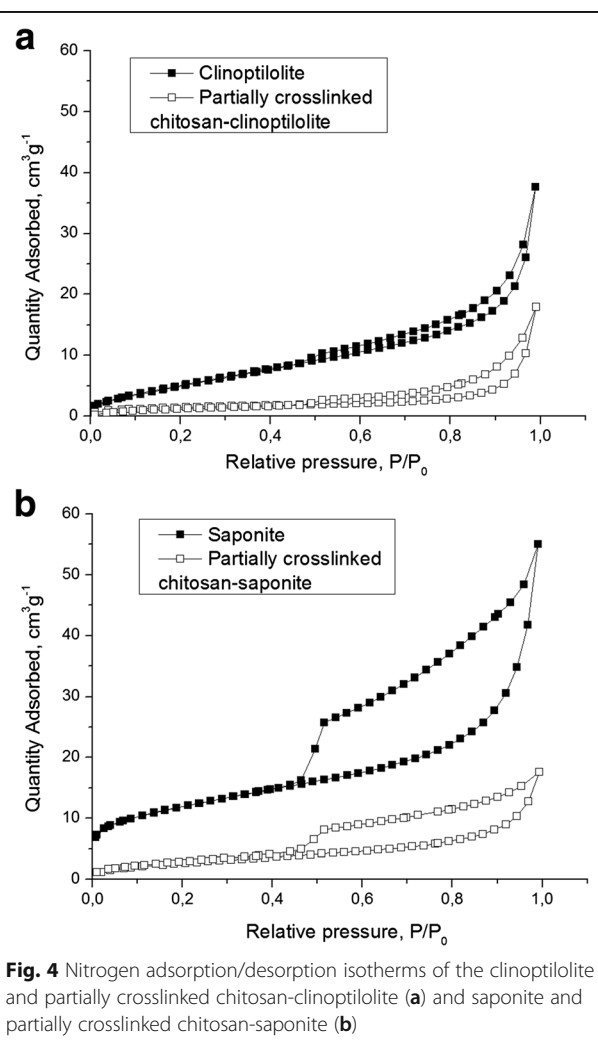 a
60
50
40
30
20
10
0
Quantity Adsorbed, cm³g⁻¹
Clinoptilolite
Partially crosslinked
chitosan-clinoptilolite
0,0 0,2 0,4 0,6 0,8 1,0
Relative pressure, P/P₀
b
60
50
40
30
20
10
0
Quantity Adsorbed, cm³g⁻¹
Saponite
Partially crosslinked
chitosan-saponite
0,0 0,2 0,4 0,6 0,8 1,0
Relative pressure, P/P₀
Fig. 4 Nitrogen adsorption/desorption isotherms of the clinoptilolite
and partially crosslinked chitosan-clinoptilolite (a) and saponite and
partially crosslinked chitosan-saponite (b)